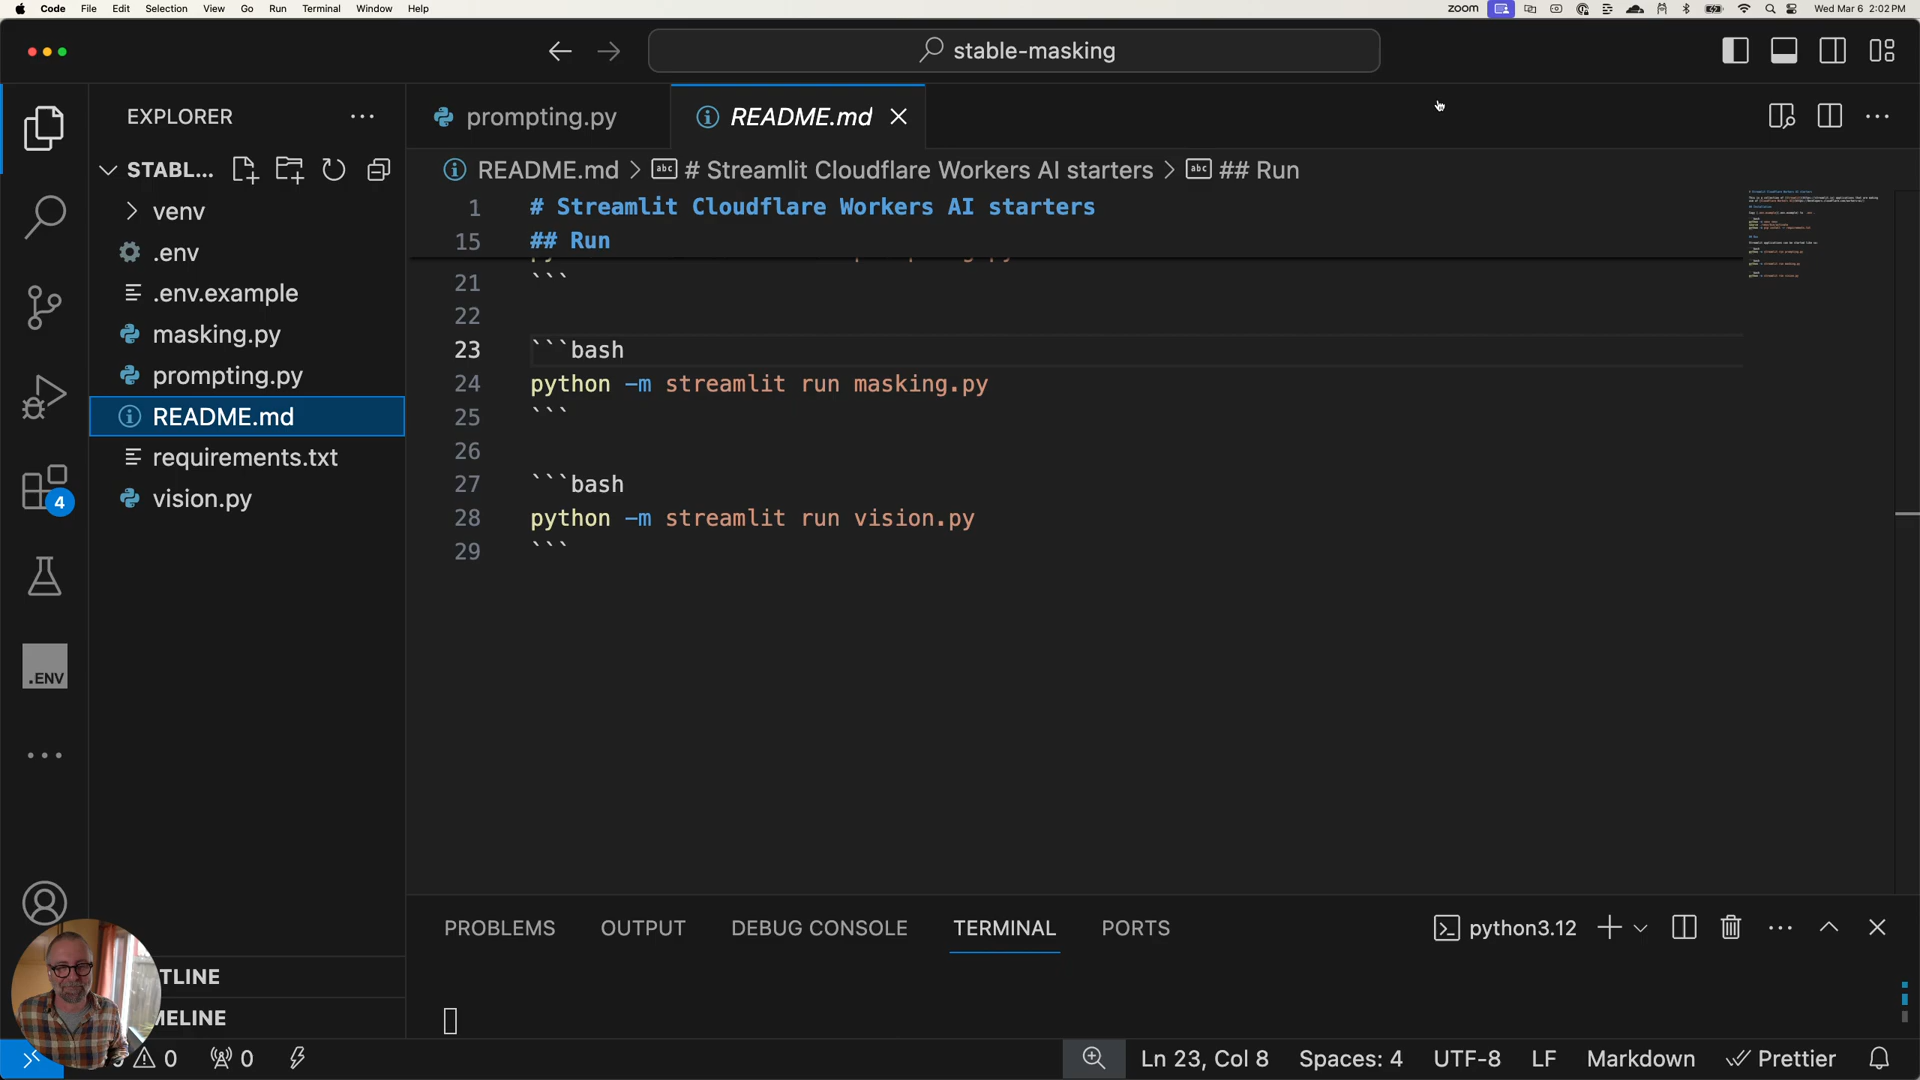 Code File Edit Selection View Go Run Terminal Window Help zoom Wed Mar 6 2:02 PM
stable-masking
EXPLORER
STABL...
venv
.env
.env.example
masking.py
prompting.py
README.md
requirements.txt
vision.py
4
.ENV
TLINE
MELINE
prompting.py README.md
README.md > # Streamlit Cloudflare Workers AI starters > ## Run
1 # Streamlit Cloudflare Workers AI starters
15 ## Run
21 ```
22
23 ```bash
24 python -m streamlit run masking.py
25 ```
26
27 ```bash
28 python -m streamlit run vision.py
29 ```
PROBLEMS OUTPUT DEBUG CONSOLE TERMINAL PORTS python3.12
0 0 Ln 23, Col 8 Spaces: 4 UTF-8 LF Markdown Prettier